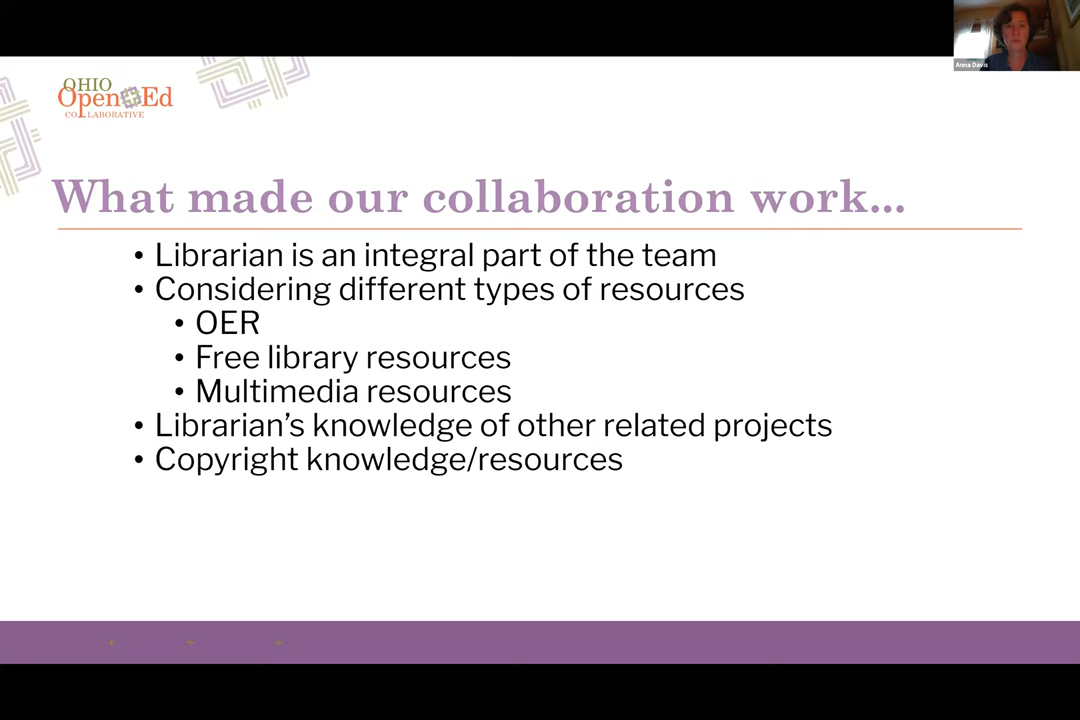 Anna Davis
OHIO
Open Ed
COLLABORATIVE
What made our collaboration work...
• Librarian is an integral part of the team
• Considering different types of resources
• OER
• Free library resources
• Multimedia resources
• Librarian’s knowledge of other related projects
• Copyright knowledge/resources